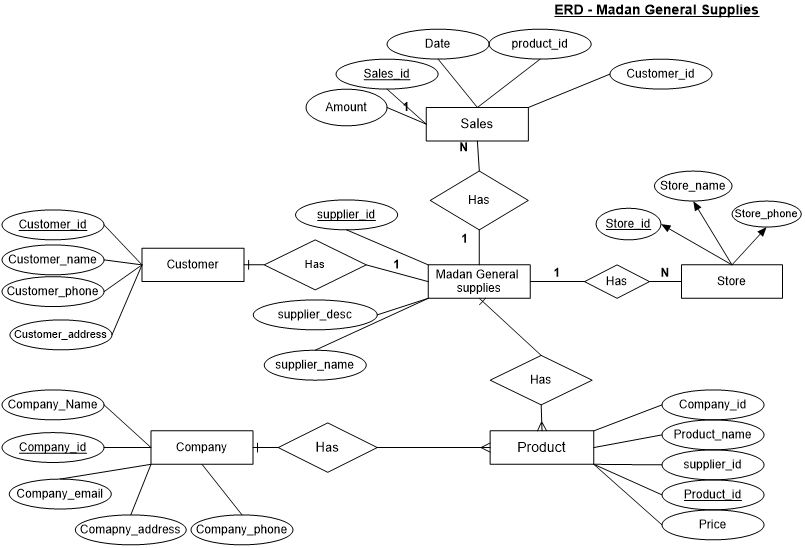 ERD - Madan General Supplies
Date
product_id
Sales_id
Customer_id
Amount
1
Sales
N
Has
1
Store_name
Store_id
Store_phone
supplier_id
Customer_id
Customer_name
Customer_phone
Customer_address
Customer
Has
1
Madan General
supplies
1
Has
N
Store
supplier_desc
supplier_name
Has
Company_Name
Company_id
Company_email
Comapny_address
Company_phone
Company
Has
Product
Company_id
Product_name
supplier_id
Product_id
Price